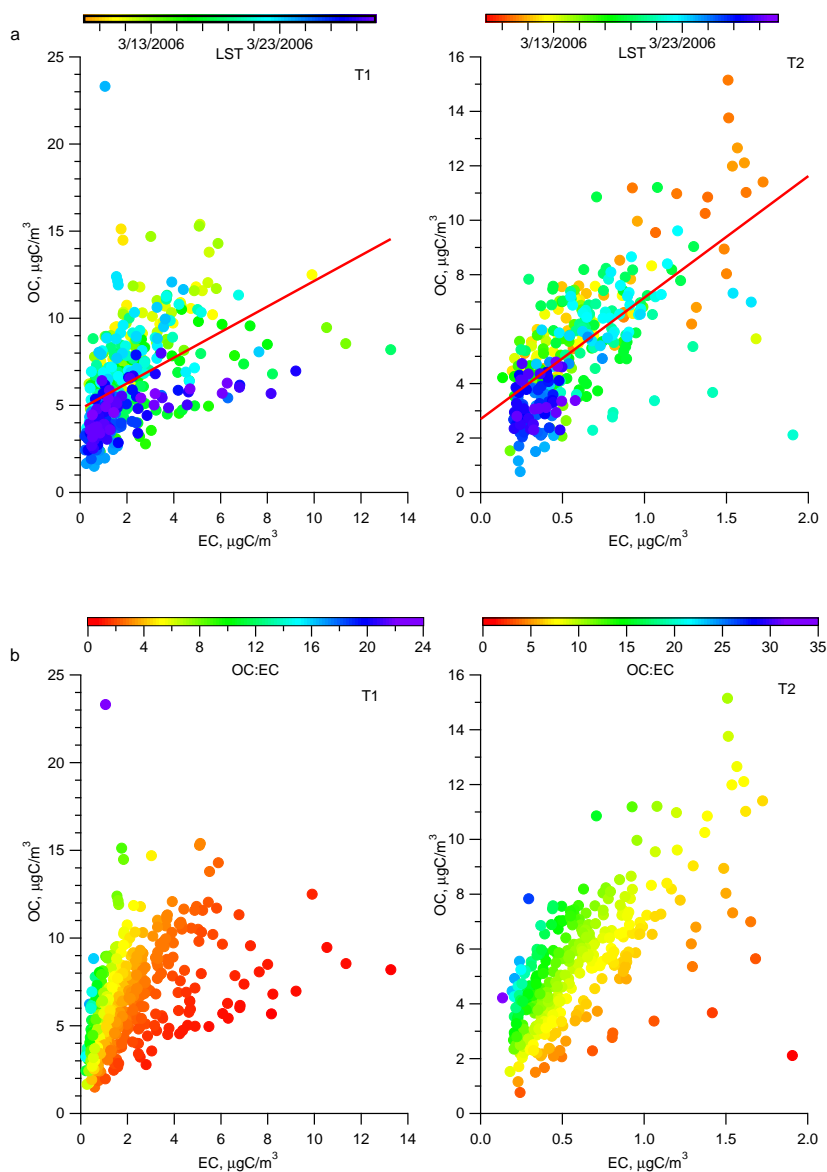 a
3/13/2006 3/23/2006
LST
T1
25
20
15
10
5
0
OC, µgC/m³
0 2 4 6 8 10 12 14
EC, µgC/m³
3/13/2006 3/23/2006
LST
T2
16
14
12
10
8
6
4
2
0
OC, µgC/m³
0.0 0.5 1.0 1.5 2.0
EC, µgC/m³
b
0 4 8 12 16 20 24
OC:EC
T1
25
20
15
10
5
0
OC, µgC/m³
0 2 4 6 8 10 12 14
EC, µgC/m³
0 5 10 15 20 25 30 35
OC:EC
T2
16
14
12
10
8
6
4
2
0
OC, µgC/m³
0.0 0.5 1.0 1.5 2.0
EC, µgC/m³